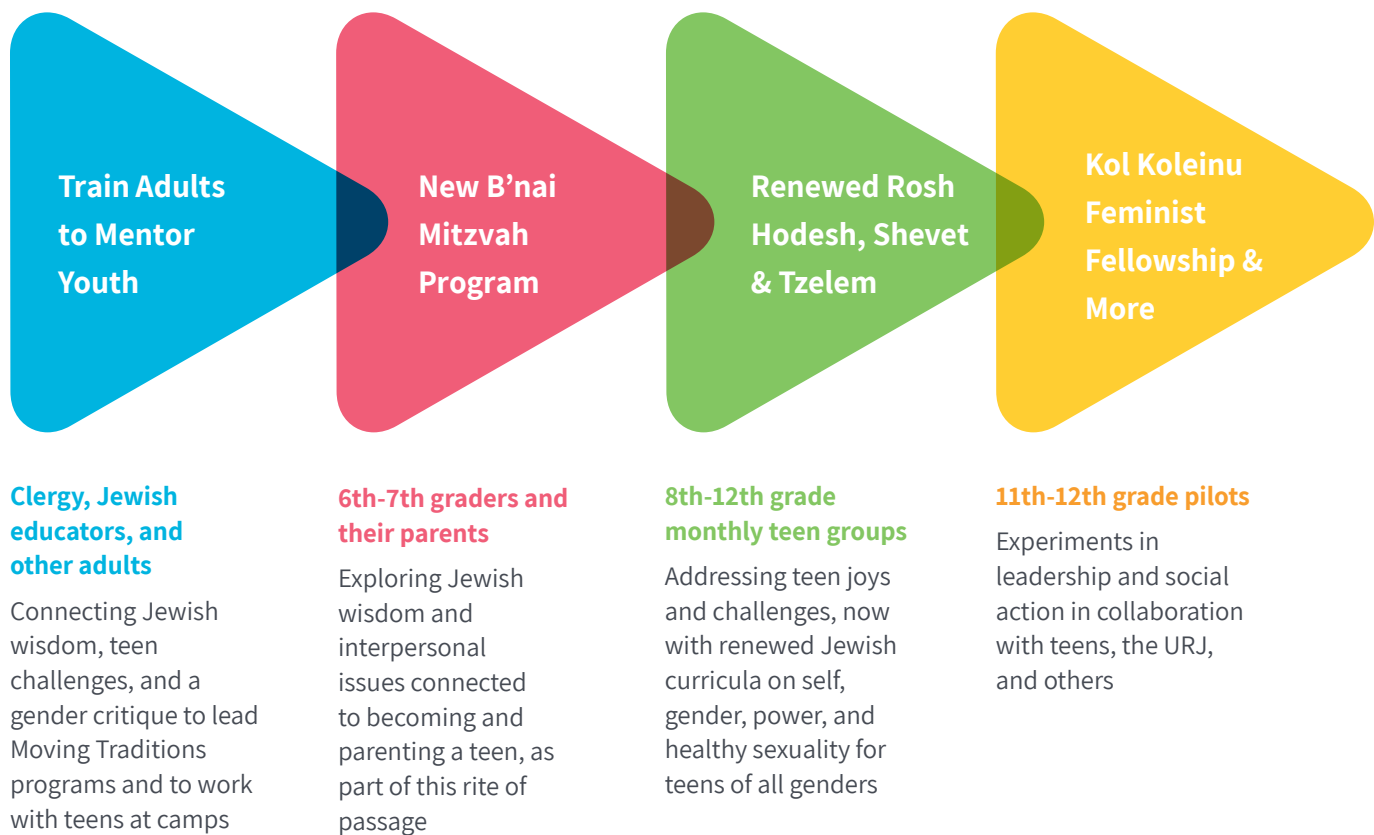 Train Adults
to Mentor
Youth
New B’nai
Mitzvah
Program
Renewed Rosh
Hodesh, Shevet
& Tzelem
Kol Koleinu
Feminist
Fellowship &
More
Clergy, Jewish
educators, and
other adults
Connecting Jewish
wisdom, teen
challenges, and a
gender critique to lead
Moving Traditions
programs and to work
with teens at camps
6th-7th graders and
their parents
Exploring Jewish
wisdom and
interpersonal
issues connected
to becoming and
parenting a teen, as
part of this rite of
passage
8th-12th grade
monthly teen groups
Addressing teen joys
and challenges, now
with renewed Jewish
curricula on self,
gender, power, and
healthy sexuality for
teens of all genders
11th-12th grade pilots
Experiments in
leadership and social
action in collaboration
with teens, the URJ,
and others